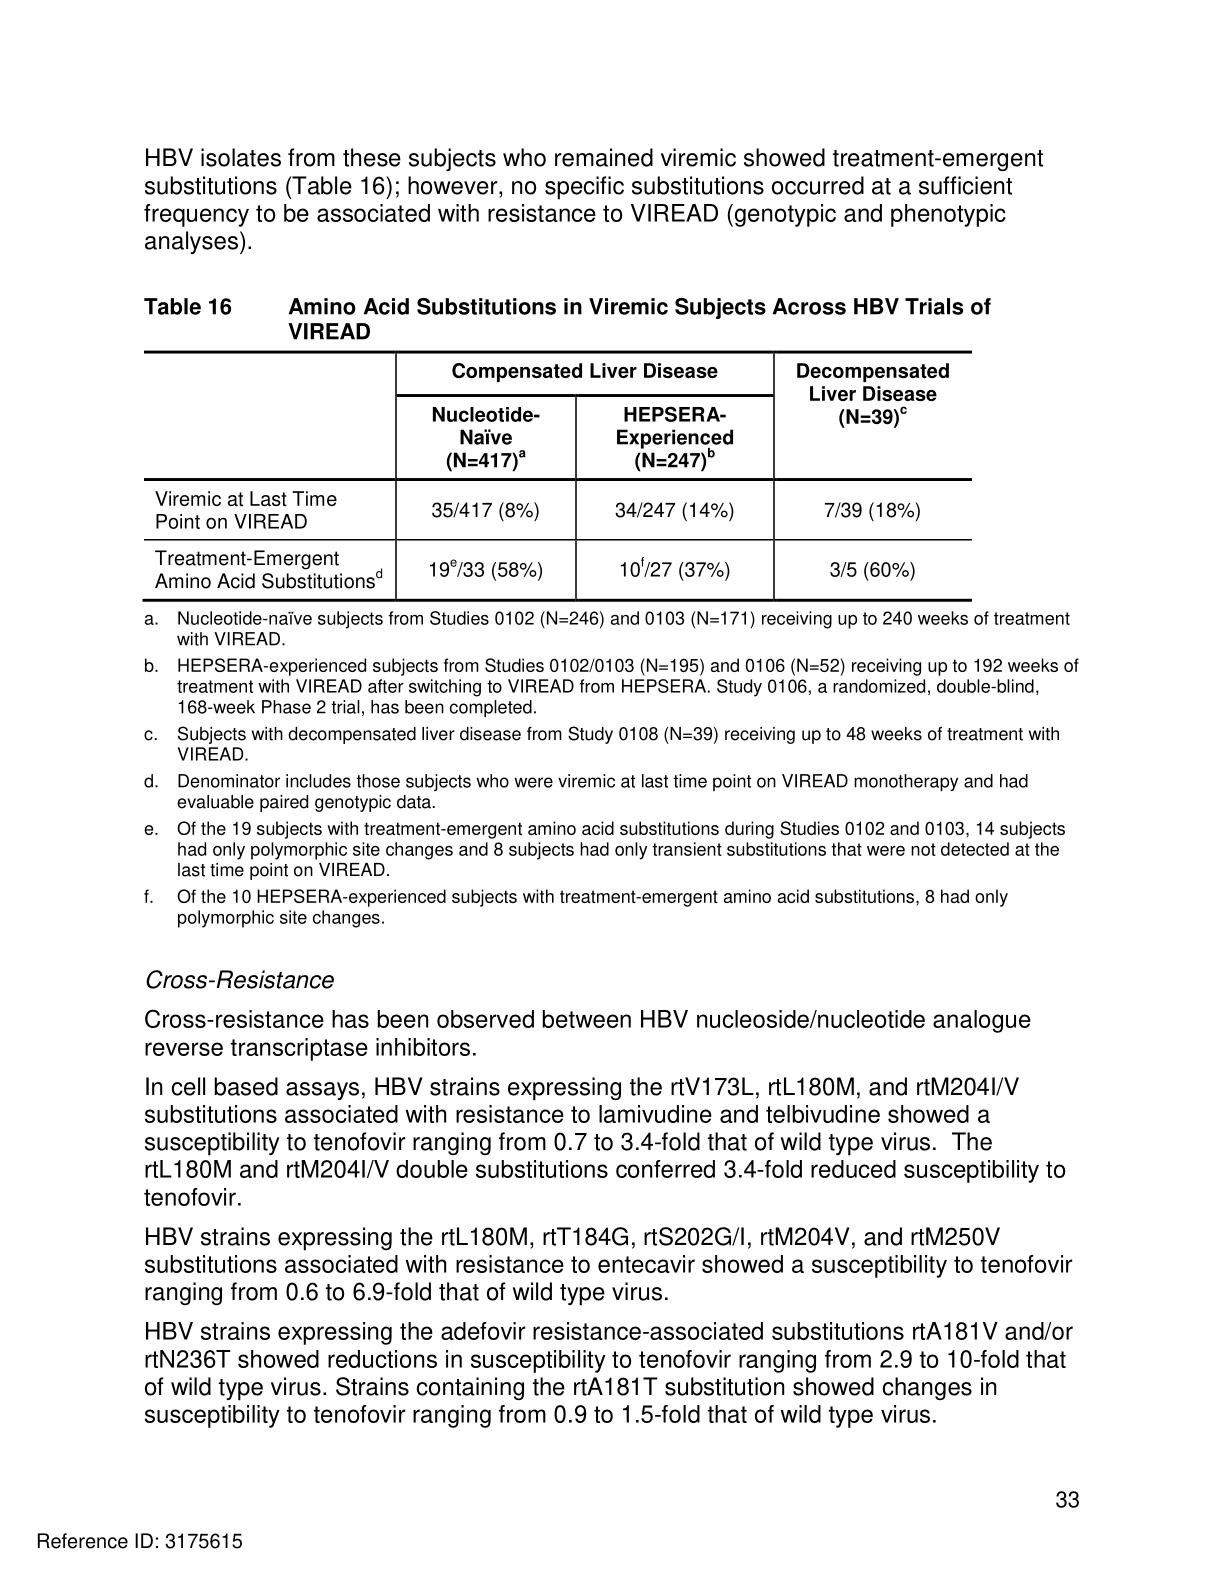 HBV isolates from these subjects who remained viremic showed treatment-emergent
substitutions (Table 16); however, no specific substitutions occurred at a sufficient
frequency to be associated with resistance to VIREAD (genotypic and phenotypic
analyses).
Table 16 Amino Acid Substitutions in Viremic Subjects Across HBV Trials of
VIREAD
Compensated Liver Disease
Decompensated
Liver Disease
(N=39)c
Nucleotide-
Naïve
(N=417)a
HEPSERA-
Experienced
(N=247)b
Viremic at Last Time
Point on VIREAD
35/417 (8%)
34/247 (14%)
7/39 (18%)
Treatment-Emergent
Amino Acid Substitutionsd
19e/33 (58%)
10f/27 (37%)
3/5 (60%)
a. Nucleotide-naïve subjects from Studies 0102 (N=246) and 0103 (N=171) receiving up to 240 weeks of treatment
with VIREAD.
b. HEPSERA-experienced subjects from Studies 0102/0103 (N=195) and 0106 (N=52) receiving up to 192 weeks of
treatment with VIREAD after switching to VIREAD from HEPSERA. Study 0106, a randomized, double-blind,
168-week Phase 2 trial, has been completed.
c. Subjects with decompensated liver disease from Study 0108 (N=39) receiving up to 48 weeks of treatment with
VIREAD.
d. Denominator includes those subjects who were viremic at last time point on VIREAD monotherapy and had
evaluable paired genotypic data.
e. Of the 19 subjects with treatment-emergent amino acid substitutions during Studies 0102 and 0103, 14 subjects
had only polymorphic site changes and 8 subjects had only transient substitutions that were not detected at the
last time point on VIREAD.
f. Of the 10 HEPSERA-experienced subjects with treatment-emergent amino acid substitutions, 8 had only
polymorphic site changes.
Cross-Resistance
Cross-resistance has been observed between HBV nucleoside/nucleotide analogue
reverse transcriptase inhibitors.
In cell based assays, HBV strains expressing the rtV173L, rtL180M, and rtM204I/V
substitutions associated with resistance to lamivudine and telbivudine showed a
susceptibility to tenofovir ranging from 0.7 to 3.4-fold that of wild type virus. The
rtL180M and rtM204I/V double substitutions conferred 3.4-fold reduced susceptibility to
tenofovir.
HBV strains expressing the rtL180M, rtT184G, rtS202G/I, rtM204V, and rtM250V
substitutions associated with resistance to entecavir showed a susceptibility to tenofovir
ranging from 0.6 to 6.9-fold that of wild type virus.
HBV strains expressing the adefovir resistance-associated substitutions rtA181V and/or
rtN236T showed reductions in susceptibility to tenofovir ranging from 2.9 to 10-fold that
of wild type virus. Strains containing the rtA181T substitution showed changes in
susceptibility to tenofovir ranging from 0.9 to 1.5-fold that of wild type virus.
33
Reference ID: 3175615